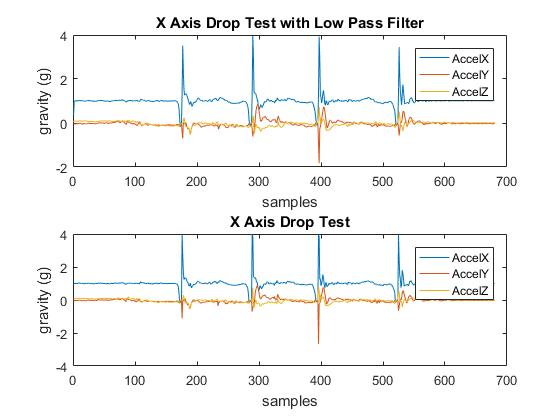 X Axis Drop Test with Low Pass Filter
4
2
0
-2
gravity (g)
AccelX
AccelY
AccelZ
0 100 200 300 400 500 600 700
samples
X Axis Drop Test
4
2
0
-2
-4
gravity (g)
AccelX
AccelY
AccelZ
0 100 200 300 400 500 600 700
samples